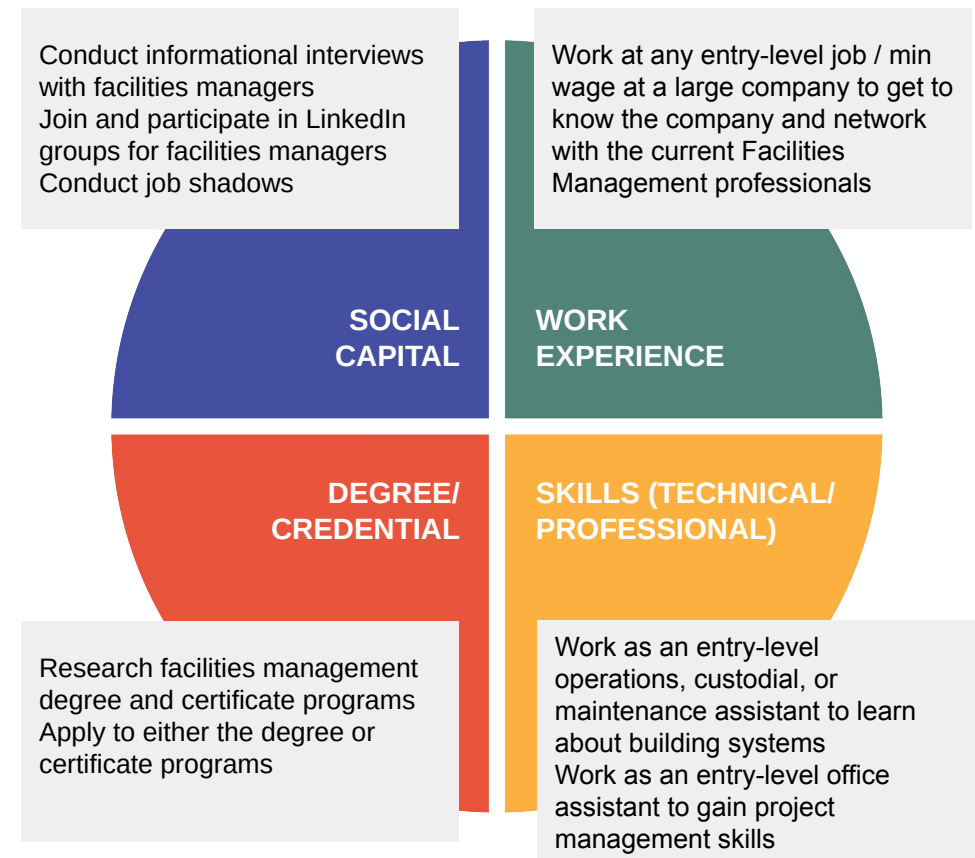 Conduct informational interviews
with facilities managers
Join and participate in LinkedIn
groups for facilities managers
Conduct job shadows
Work at any entry-level job / min
wage at a large company to get to
know the company and network
with the current Facilities
Management professionals
SOCIAL
CAPITAL
WORK
EXPERIENCE
DEGREE/
CREDENTIAL
SKILLS (TECHNICAL/
PROFESSIONAL)
Research facilities management
degree and certificate programs
Apply to either the degree or
certificate programs
Work as an entry-level
operations, custodial, or
maintenance assistant to learn
about building systems
Work as an entry-level office
assistant to gain project
management skills